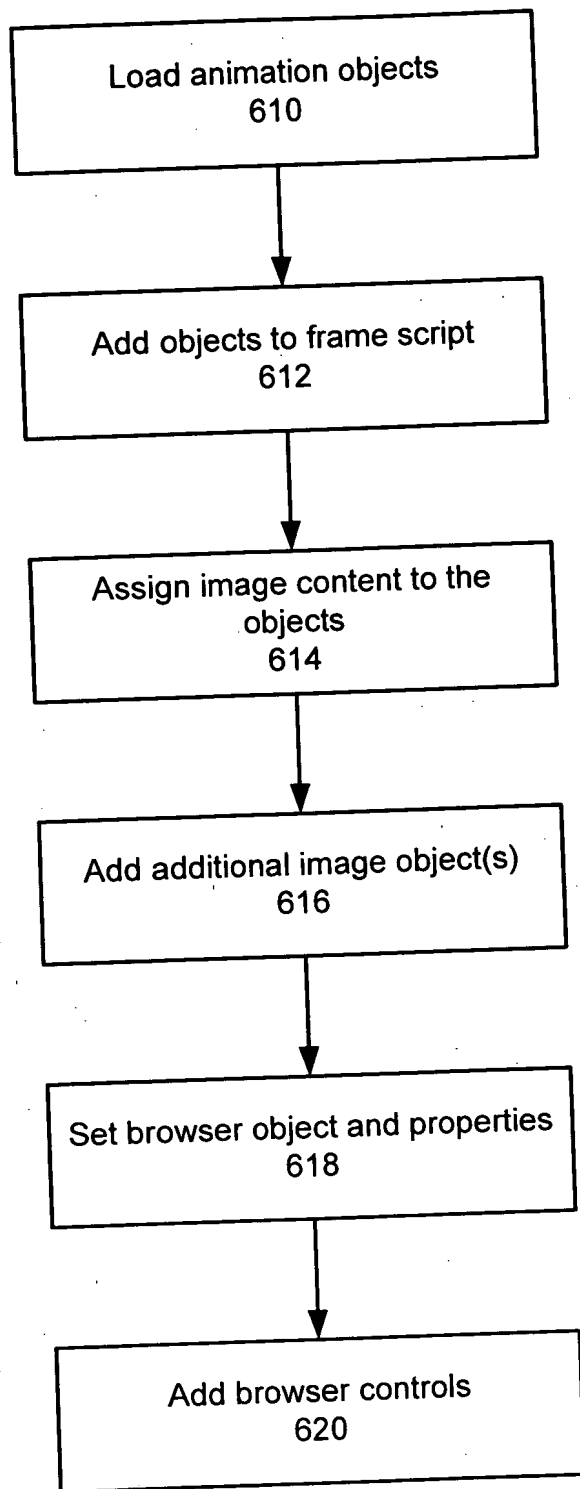 Load animation objects
610
Add objects to frame script
612
Assign image content to the
objects
614
Add additional image object(s)
616
Set browser object and properties
618
Add browser controls
620